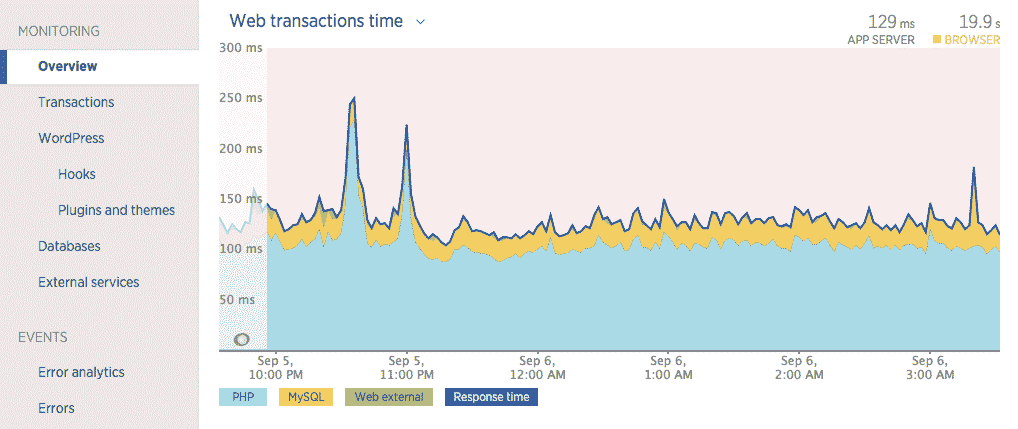 MONITORING
Overview
Transactions
WordPress
Hooks
Plugins and themes
Databases
External services
EVENTS
Error analytics
Errors
Web transactions time
129 ms
APP SERVER
19.9 s
BROWSER
300 ms
250 ms
200 ms
150 ms
100 ms
50 ms
Sep 5,
10:00 PM
Sep 5,
11:00 PM
Sep 6,
12:00 AM
Sep 6,
1:00 AM
Sep 6,
2:00 AM
Sep 6,
3:00 AM
PHP
MySQL
Web external
Response time